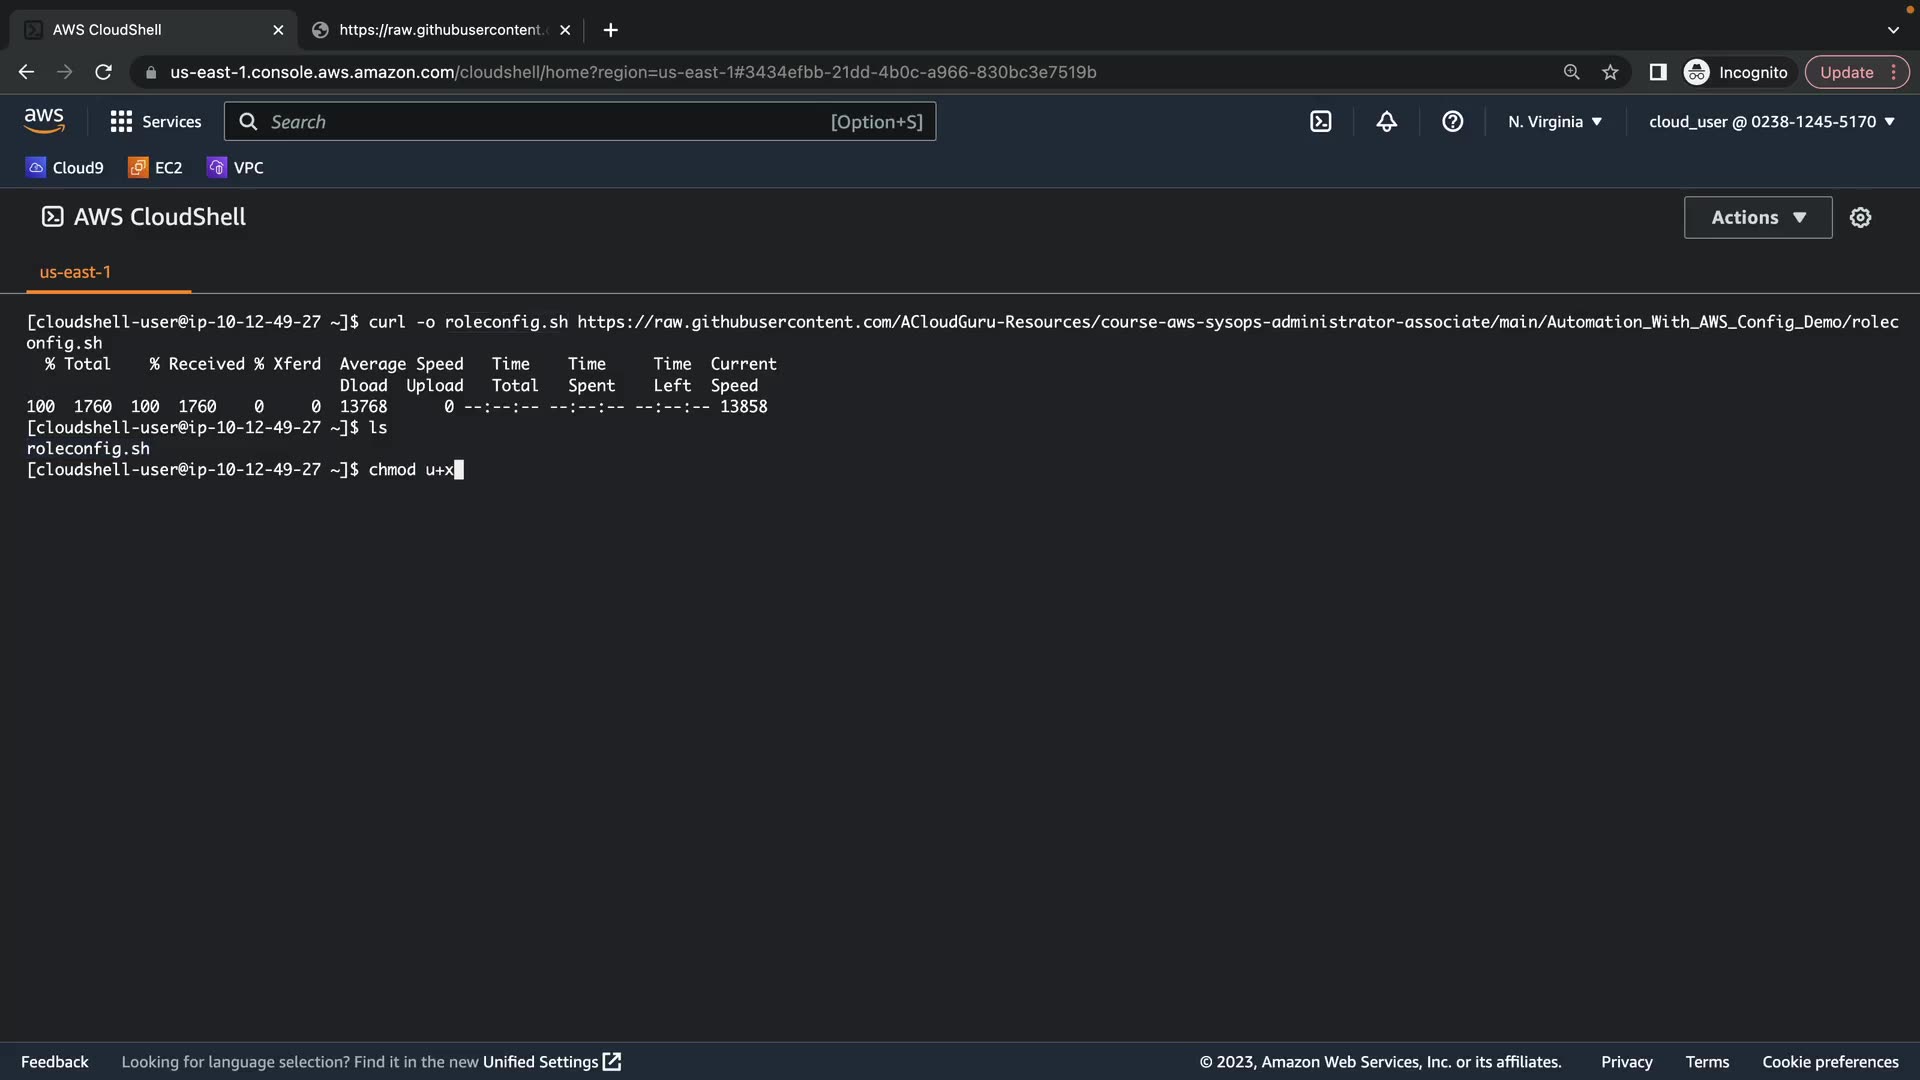 AWS CloudShell
https://raw.githubusercontent.
us-east-1.console.aws.amazon.com/cloudshell/home?region=us-east-1#3434efbb-21dd-4b0c-a966-830bc3e7519b
Incognito
Update
aws
Services
Search
[Option+S]
N. Virginia
cloud_user @ 0238-1245-5170
Cloud9
EC2
VPC
AWS CloudShell
Actions
us-east-1
[cloudshell-user@ip-10-12-49-27 ~]$ curl -o roleconfig.sh https://raw.githubusercontent.com/ACloudGuru-Resources/course-aws-sysops-administrator-associate/main/Automation_With_AWS_Config_Demo/rolec
onfig.sh
% Total % Received % Xferd Average Speed Time Time Time Current
Dload Upload Total Spent Left Speed
100 1760 100 1760 0 0 13768 0 --:--:-- --:--:-- --:--:-- 13858
[cloudshell-user@ip-10-12-49-27 ~]$ ls
roleconfig.sh
[cloudshell-user@ip-10-12-49-27 ~]$ chmod u+x
Feedback
Looking for language selection? Find it in the new Unified Settings
© 2023, Amazon Web Services, Inc. or its affiliates.
Privacy
Terms
Cookie preferences